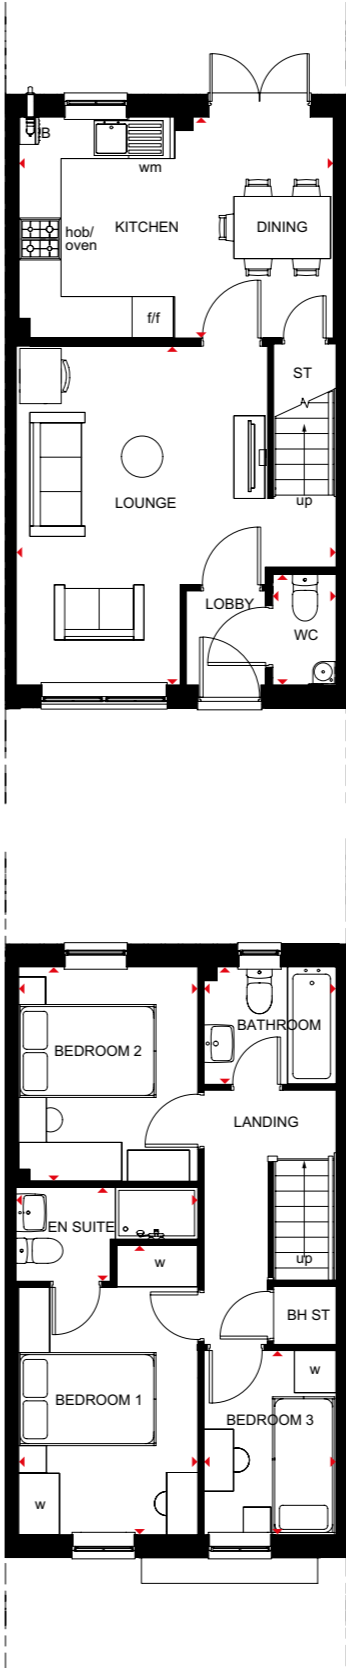 B
wm
KITCHEN
DINING
hob/
oven
f/f
ST
LOUNGE
up
LOBBY
WC
BEDROOM 2
BATHROOM
LANDING
EN SUITE
w
up
BH ST
BEDROOM 1
w
BEDROOM 3
w